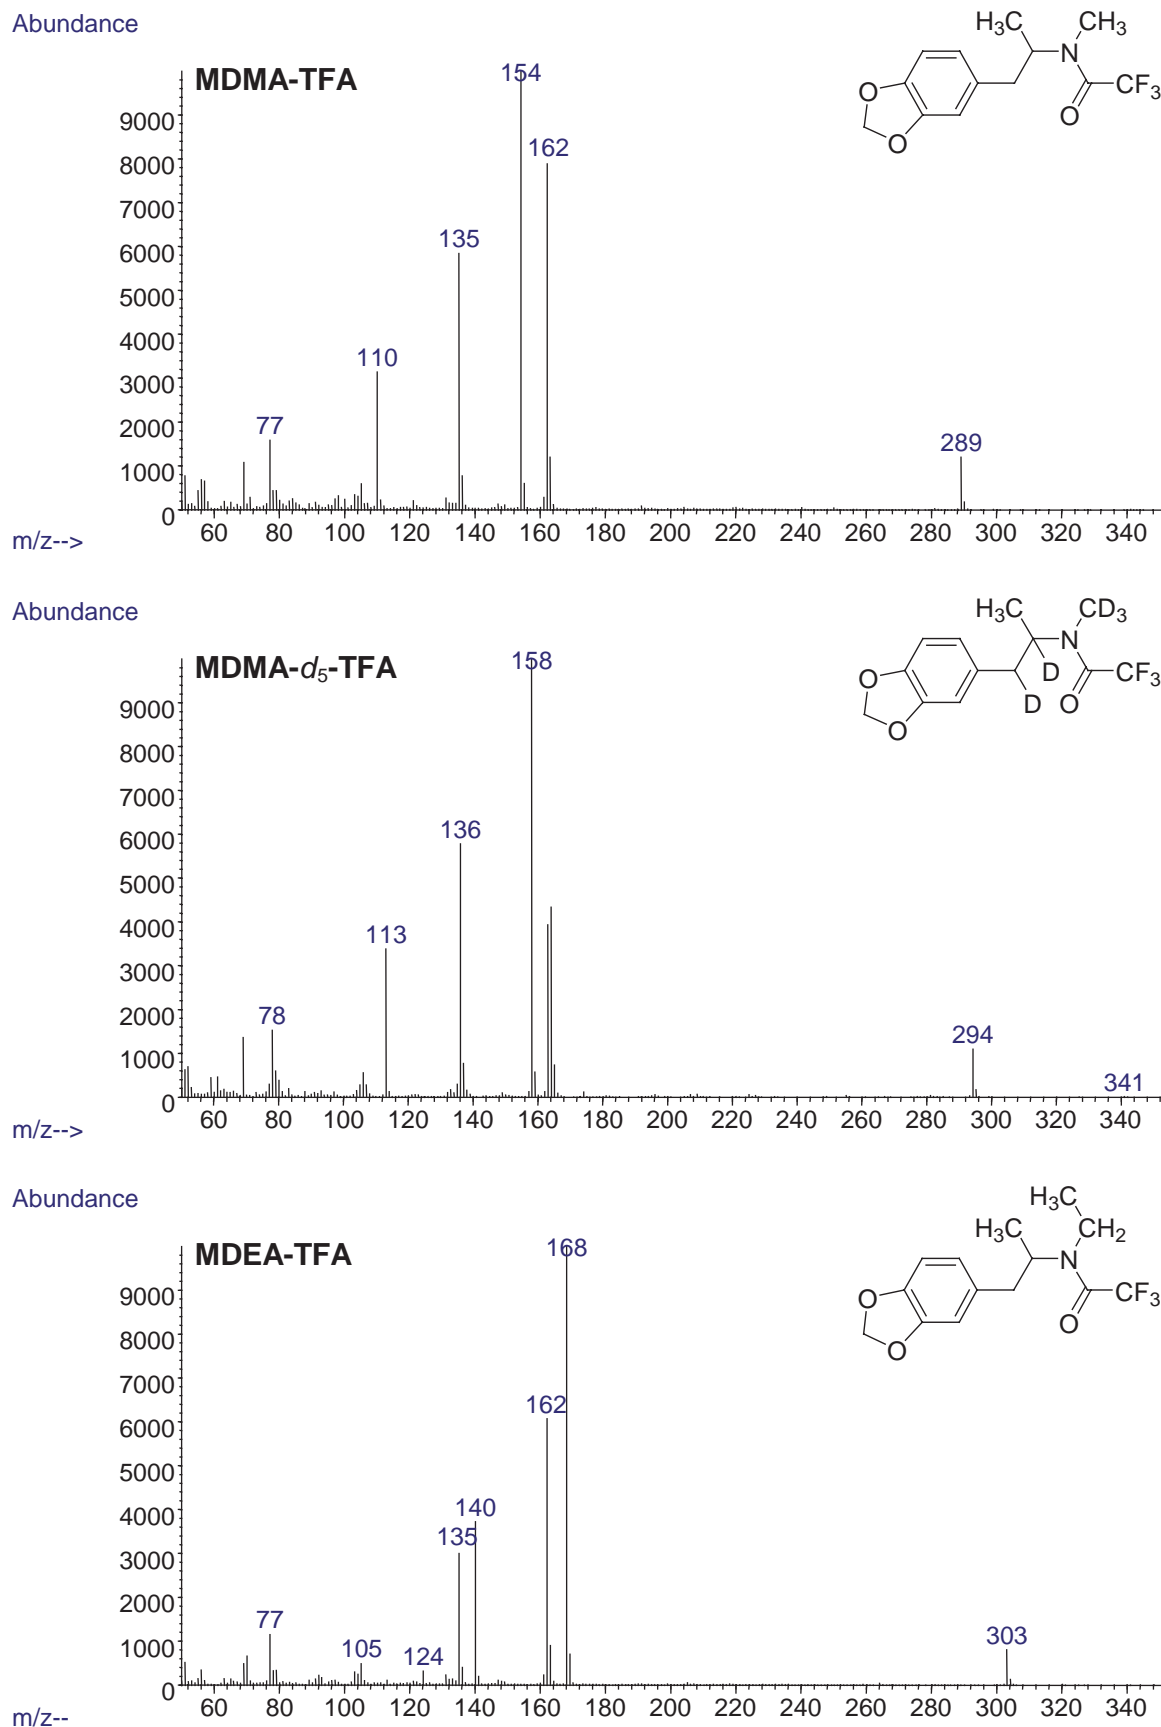 Abundance
MDMA-TFA
H₃C
CH₃
N
O
O
O
CF₃
154
162
135
110
77
289
9000
8000
7000
6000
5000
4000
3000
2000
1000
0
60 80 100 120 140 160 180 200 220 240 260 280 300 320 340
m/z-->
Abundance
MDMA-d₅-TFA
H₃C
CD₃
N
D
D
O
O
O
CF₃
158
136
113
78
294
341
9000
8000
7000
6000
5000
4000
3000
2000
1000
0
60 80 100 120 140 160 180 200 220 240 260 280 300 320 340
m/z-->
Abundance
MDEA-TFA
H₃C
H₃C
CH₂
N
O
O
O
CF₃
168
162
140
135
77
105
124
303
9000
8000
7000
6000
5000
4000
3000
2000
1000
0
60 80 100 120 140 160 180 200 220 240 260 280 300 320 340
m/z--